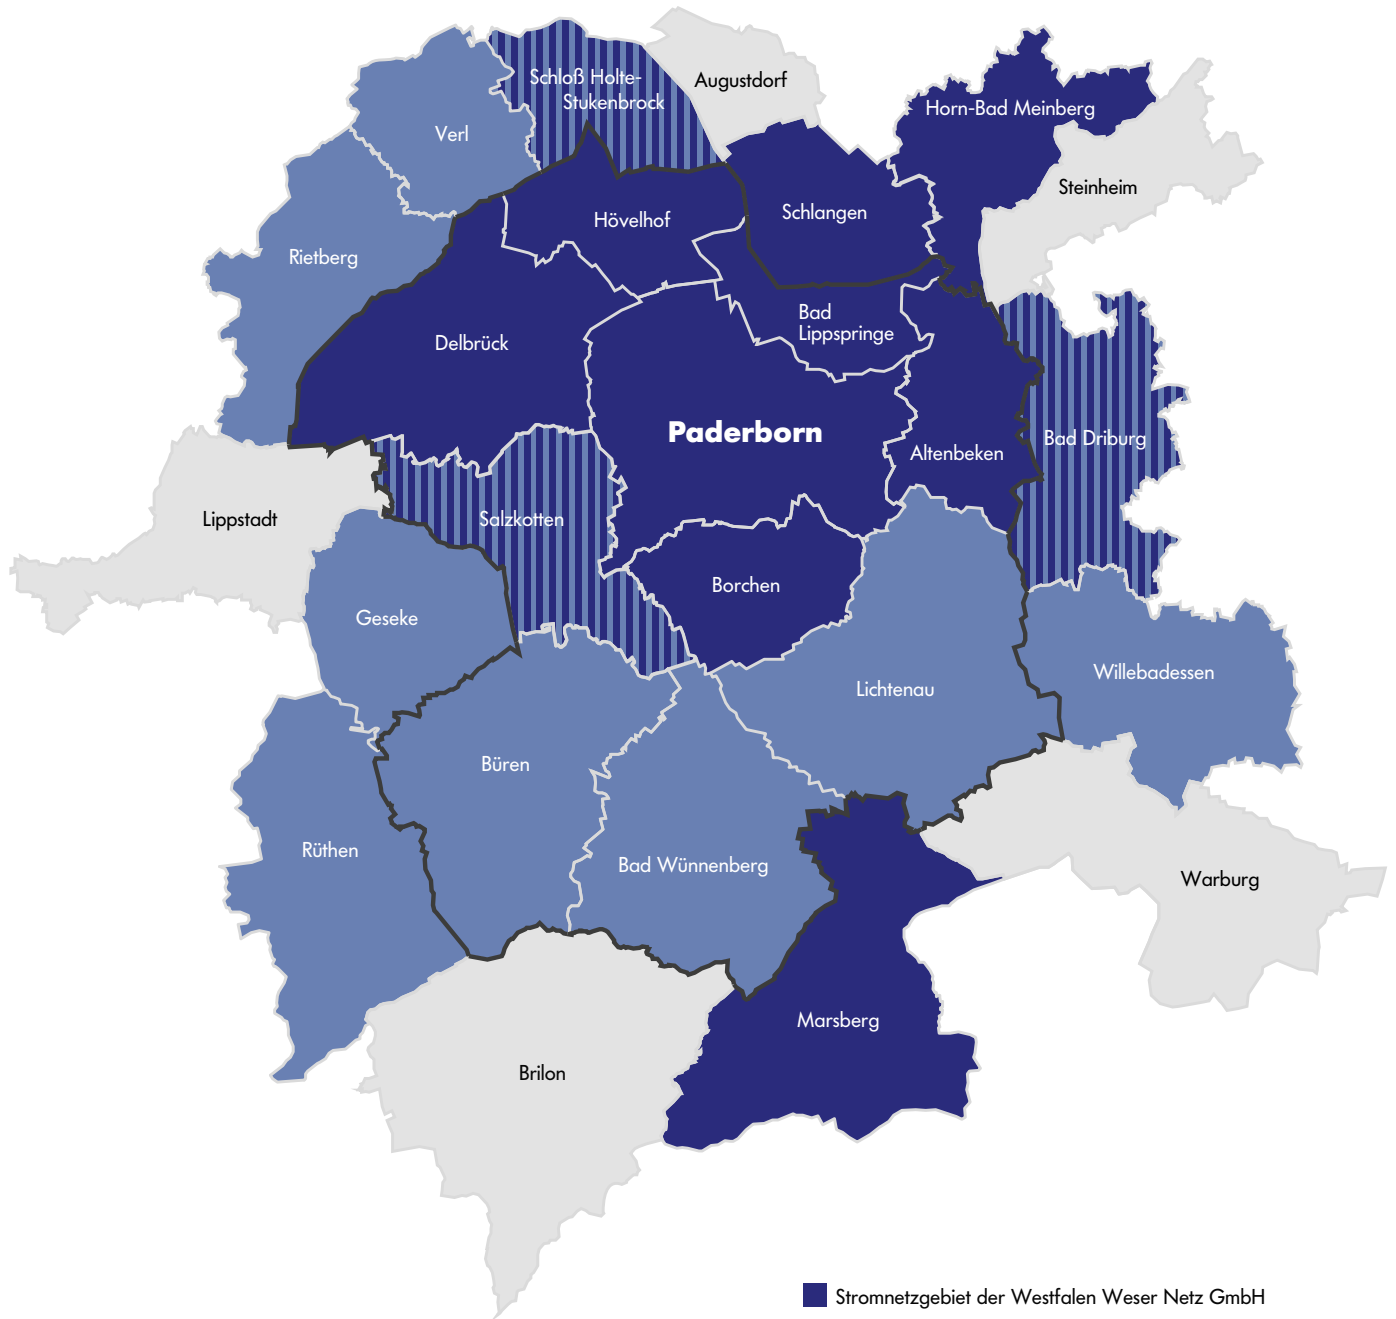 Schloß Holte-
Stukenbrock
Augustdorf
Horn-Bad Meinberg
Verl
Steinheim
Hövelhof
Schlangen
Rietberg
Delbrück
Bad
Lippspringe
Paderborn
Altenbeken
Bad Driburg
Lippstadt
Salzkotten
Borchen
Geseke
Lichtenau
Willebadessen
Büren
Rüthen
Bad Wünnenberg
Warburg
Marsberg
Brilon
Stromnetzgebiet der Westfalen Weser Netz GmbH